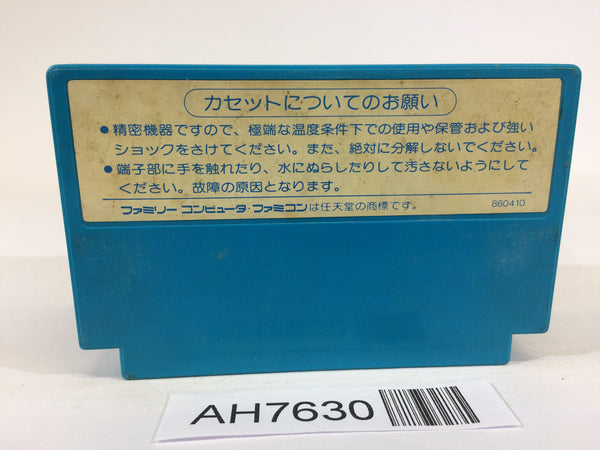 カセットについてのお願い
●精密機器ですので、極端な温度条件下での使用や保管および強い
ショックをさけてください。また、絶対に分解しないでください。
●端子部に手を触れたり、水にぬらしたりして汚さないようにして
ください。故障の原因となります。
ファミリーコンピュータ・ファミコンは任天堂の商標です。 860410
AH7630